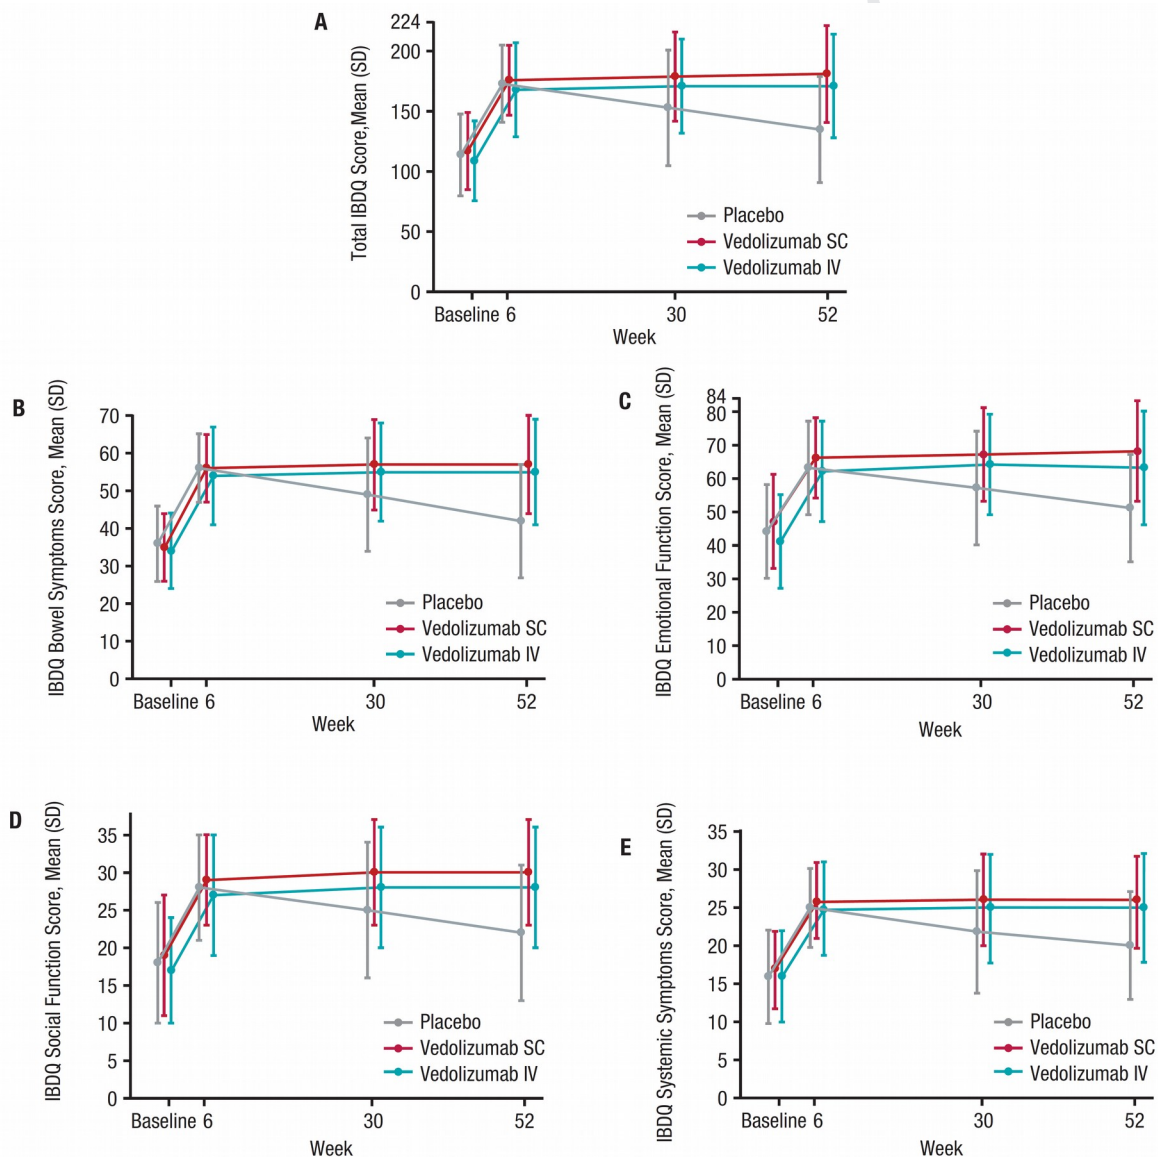 A
Total IBDQ Score,Mean (SD)
224
200
150
100
50
0
Placebo
Vedolizumab SC
Vedolizumab IV
Baseline 6 30 52
Week
B
IBDQ Bowel Symptoms Score, Mean (SD)
70
60
50
40
30
20
10
0
Placebo
Vedolizumab SC
Vedolizumab IV
Baseline 6 30 52
Week
C
IBDQ Emotional Function Score, Mean (SD)
84
80
70
60
50
40
30
20
10
0
Placebo
Vedolizumab SC
Vedolizumab IV
Baseline 6 30 52
Week
D
IBDQ Social Function Score, Mean (SD)
35
30
25
20
15
10
5
0
Placebo
Vedolizumab SC
Vedolizumab IV
Baseline 6 30 52
Week
E
IBDQ Systemic Symptoms Score, Mean (SD)
35
30
25
20
15
10
5
0
Placebo
Vedolizumab SC
Vedolizumab IV
Baseline 6 30 52
Week